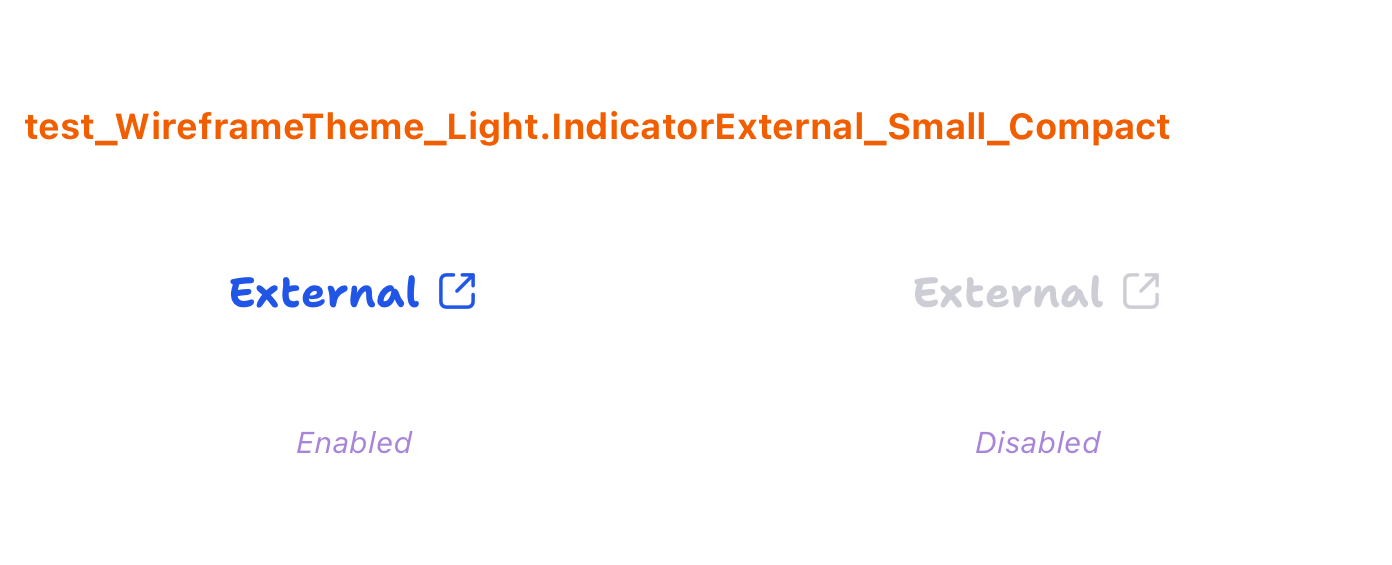 test_WireframeTheme_Light.IndicatorExternal_Small_Compact
External External
Enabled Disabled